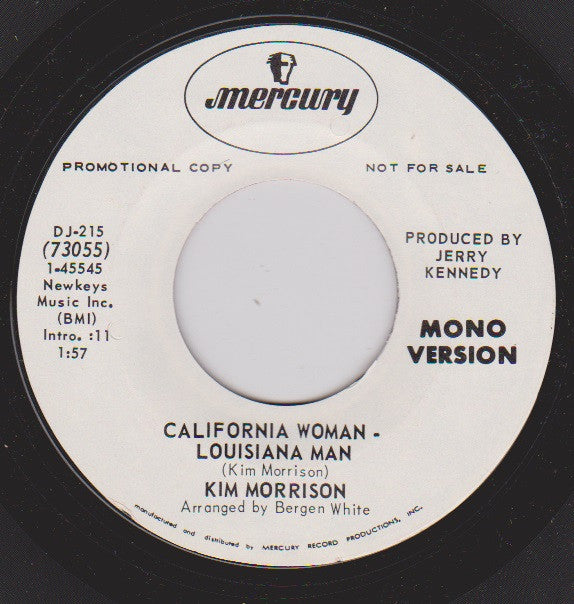 mercury
PROMOTIONAL COPY
NOT FOR SALE
DJ-215
(73055)
1-45545
Newkeys
Music Inc.
(BMI)
Intro. :11
1:57
PRODUCED BY
JERRY
KENNEDY
MONO
VERSION
CALIFORNIA WOMAN -
LOUISIANA MAN
(Kim Morrison)
KIM MORRISON
Arranged by Bergen White
manufactured and distributed by MERCURY RECORD PRODUCTIONS, INC.